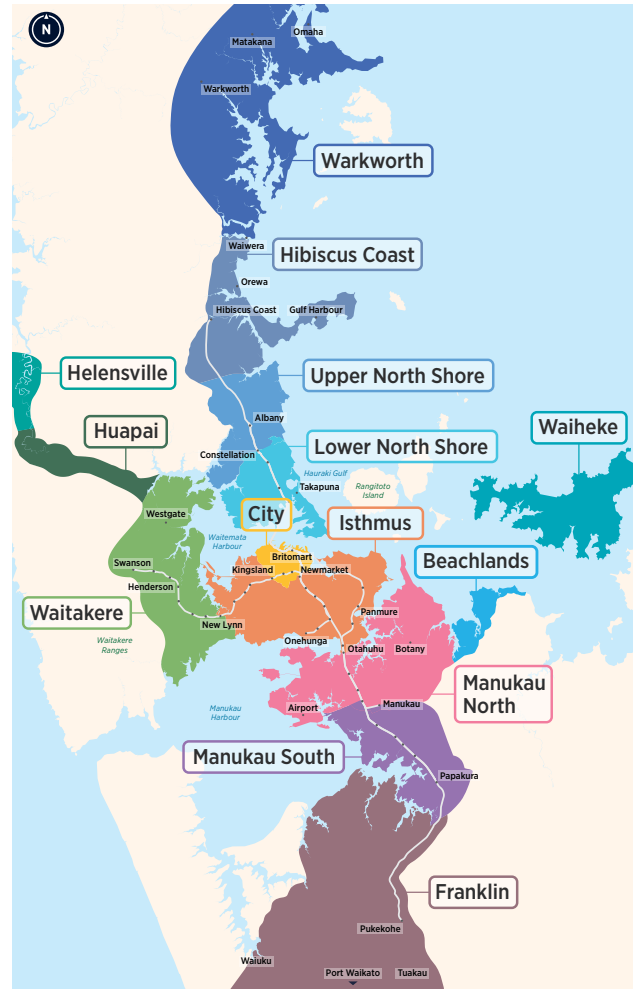 N
Omaha
Matakana
Warkworth
Warkworth
Waiwera
Hibiscus Coast
Orewa
Hibiscus Coast
Gulf Harbour
Helensville
Upper North Shore
Huapai
Albany
Waiheke
Lower North Shore
Constellation
Hauraki Gulf
Takapuna
Rangitoto
Island
Westgate
City
Isthmus
Waitemata
Harbour
Britomart
Beachlands
Swanson
Kingsland
Newmarket
Henderson
Waitakere
Panmure
New Lynn
Onehunga
Waitakere
Ranges
Otahuhu
Botany
Manukau
North
Airport
Manukau
Manukau
Harbour
Manukau South
Papakura
Franklin
Pukekohe
Waiuku
Port Waikato
Tuakau